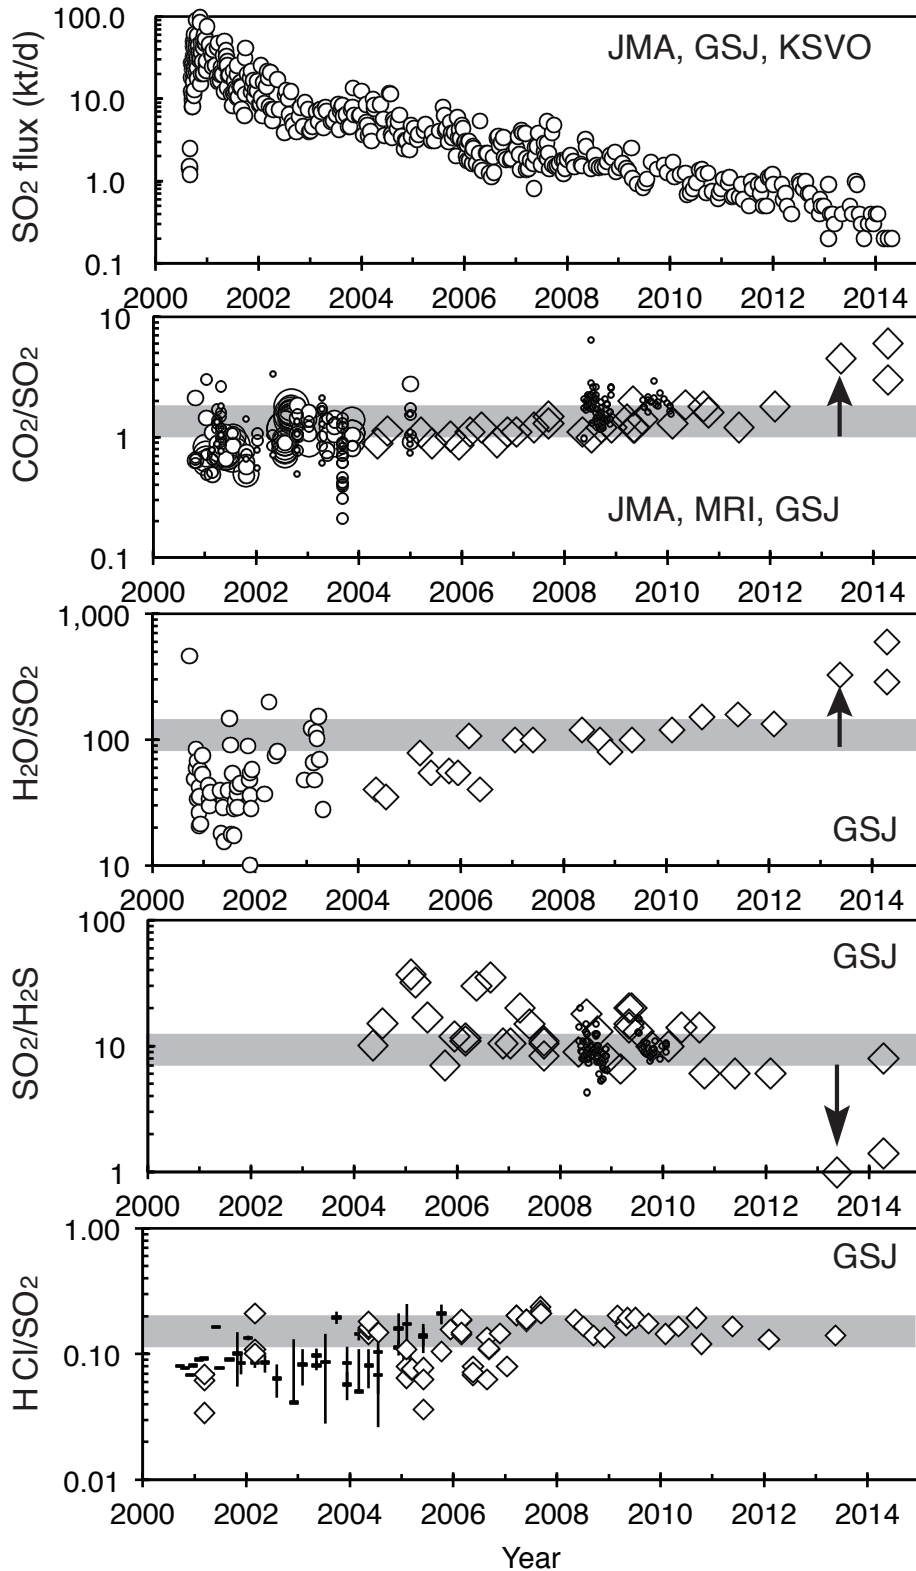 SO2 flux (kt/d)
100.0
10.0
1.0
0.1
JMA, GSJ, KSVO
2000 2002 2004 2006 2008 2010 2012 2014
CO2/SO2
10
1
0.1
JMA, MRI, GSJ
2000 2002 2004 2006 2008 2010 2012 2014
H2O/SO2
1,000
100
10
GSJ
2000 2002 2004 2006 2008 2010 2012 2014
SO2/H2S
100
10
1
GSJ
2000 2002 2004 2006 2008 2010 2012 2014
H Cl/SO2
1.00
0.10
0.01
GSJ
2000 2002 2004 2006 2008 2010 2012 2014
Year